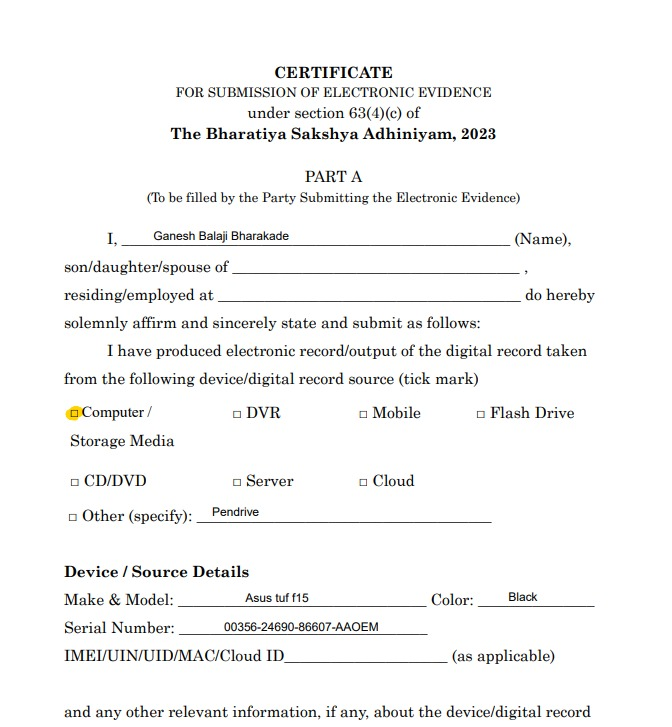 CERTIFICATE
FOR SUBMISSION OF ELECTRONIC EVIDENCE
under section 63(4)(c) of
The Bharatiya Sakshya Adhiniyam, 2023
PART A
(To be filled by the Party Submitting the Electronic Evidence)
I, Ganesh Balaji Bharakade (Name),
son/daughter/spouse of ,
residing/employed at do hereby
solemnly affirm and sincerely state and submit as follows:
I have produced electronic record/output of the digital record taken
from the following device/digital record source (tick mark)
□Computer / □ DVR □ Mobile □ Flash Drive
Storage Media
□ CD/DVD □ Server □ Cloud
□ Other (specify): Pendrive
Device / Source Details
Make & Model: Asus tuf f15 Color: Black
Serial Number: 00356-24690-86607-AAOEM
IMEI/UIN/UID/MAC/Cloud ID (as applicable)
and any other relevant information, if any, about the device/digital record